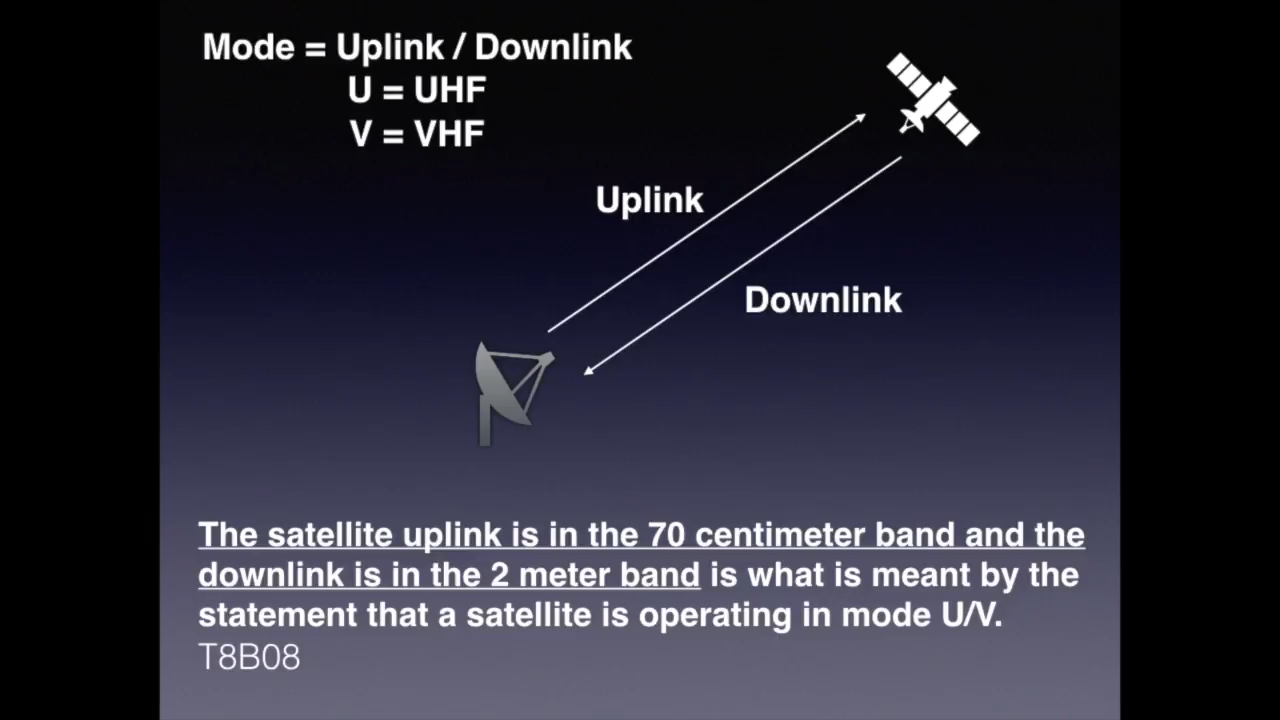 Mode = Uplink / Downlink
U = UHF
V = VHF
Uplink
Downlink
The satellite uplink is in the 70 centimeter band and the
downlink is in the 2 meter band is what is meant by the
statement that a satellite is operating in mode U/V.
T8B08